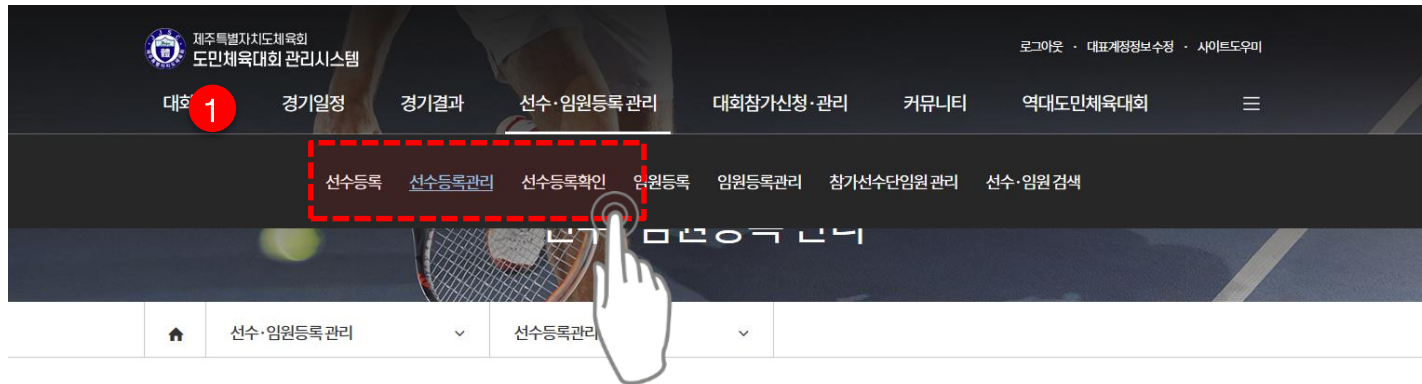 제주특별자치도체육회
도민체육대회 관리시스템
로그아웃 · 대표계정정보수정 · 사이트도우미
1
경기일정 경기결과 선수·임원등록 관리 대회참가신청·관리 커뮤니티 역대도민체육대회
선수등록 선수등록관리 선수등록확인 임원등록 임원등록관리 참가선수단임원 관리 선수·임원 검색
선수·임원등록 관리
선수·임원등록 관리 선수등록관리